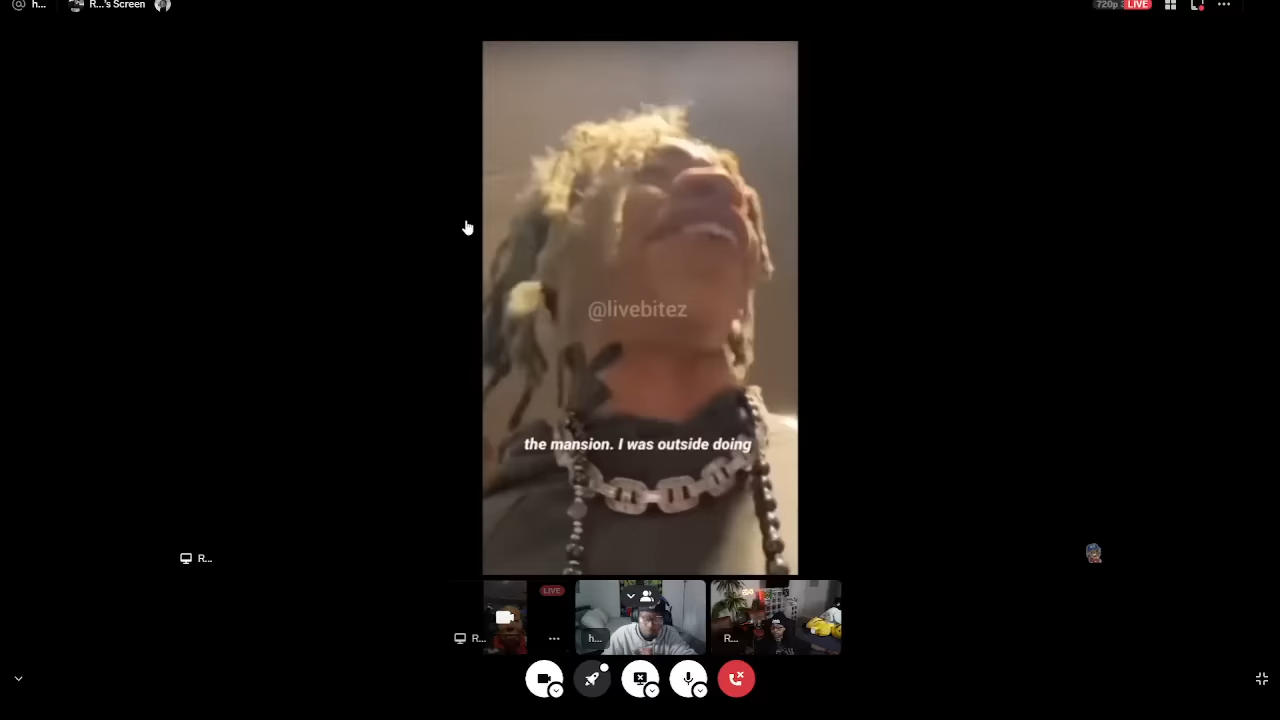 @ h...
R...'s Screen
720p
LIVE
@livebitez
the mansion. I was outside doing
R...
LIVE
R...
h...
R...